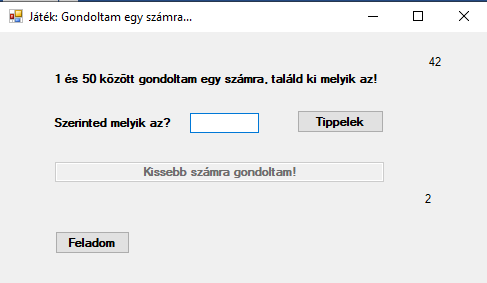 Játék: Gondoltam egy számra...
42
1 és 50 között gondoltam egy számra, találd ki melyik az!
Szerinted melyik az? Tippelek
Kissebb számra gondoltam!
2
Feladom